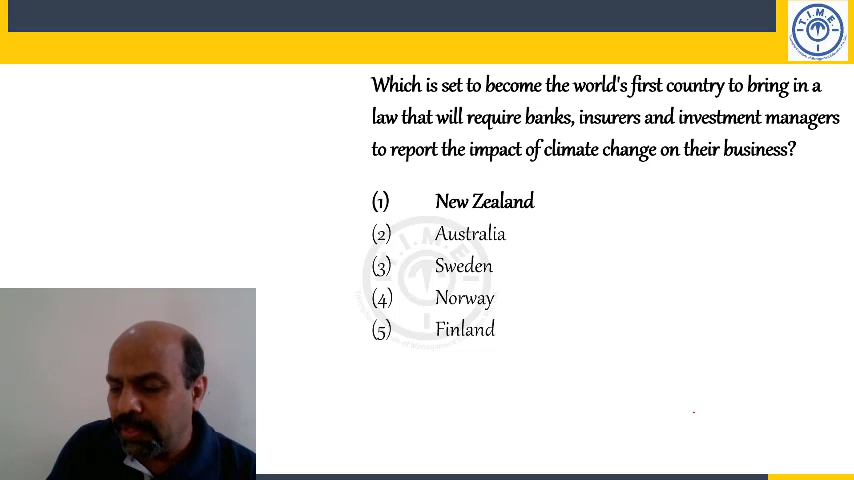 T.I.M.E.
Which is set to become the world's first country to bring in a
law that will require banks, insurers and investment managers
to report the impact of climate change on their business?
(1) New Zealand
(2) Australia
(3) Sweden
(4) Norway
(5) Finland